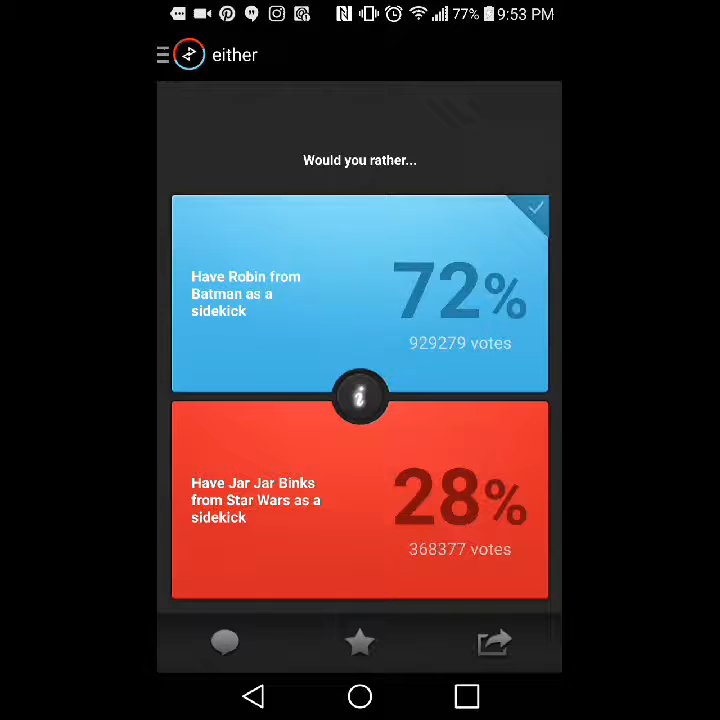 77% 9:53 PM
either
Would you rather...
Have Robin from
Batman as a
sidekick
72%
929279 votes
i
Have Jar Jar Binks
from Star Wars as a
sidekick
28%
368377 votes